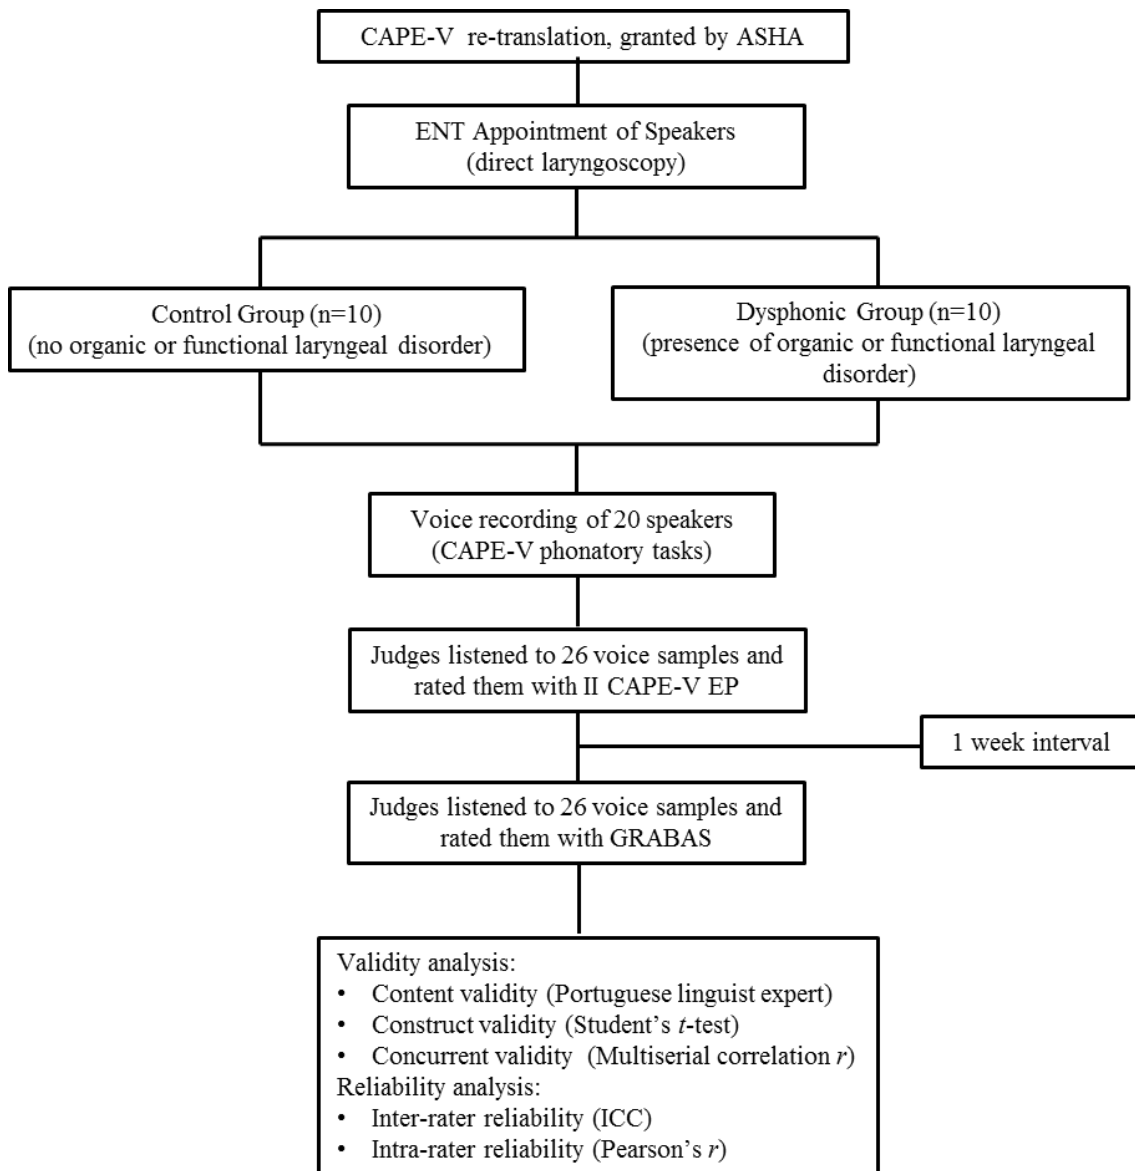 CAPE-V re-translation, granted by ASHA
ENT Appointment of Speakers
(direct laryngoscopy)
Control Group (n=10)
(no organic or functional laryngeal disorder)
Dysphonic Group (n=10)
(presence of organic or functional laryngeal
disorder)
Voice recording of 20 speakers
(CAPE-V phonatory tasks)
Judges listened to 26 voice samples and
rated them with II CAPE-V EP
1 week interval
Judges listened to 26 voice samples and
rated them with GRABAS
Validity analysis:
• Content validity (Portuguese linguist expert)
• Construct validity (Student’s t-test)
• Concurrent validity (Multiserial correlation r)
Reliability analysis:
• Inter-rater reliability (ICC)
• Intra-rater reliability (Pearson’s r)